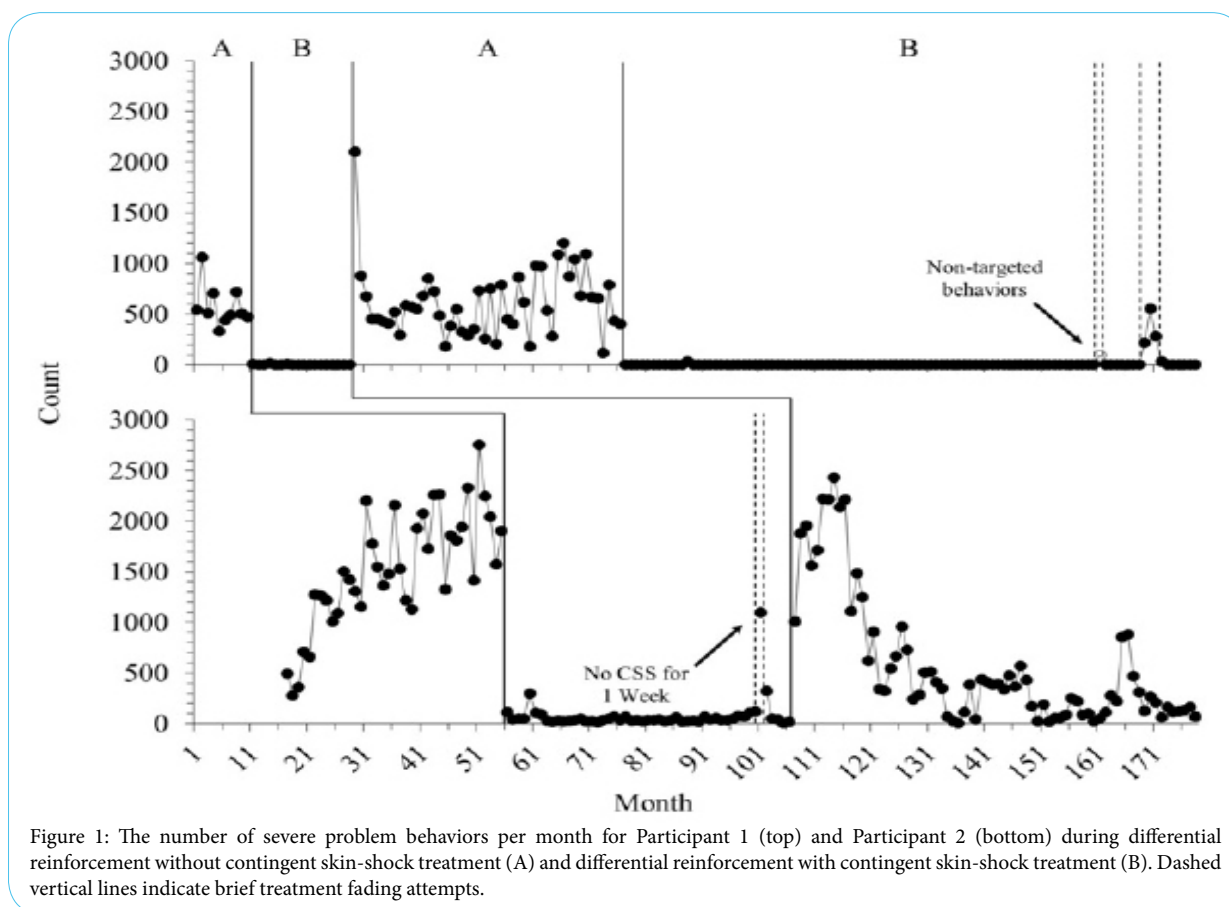 A B A B
3000
2500
2000
1500
1000
500
0
Non-targeted
behaviors
Count
3000
2500
2000
1500
1000
500
0
No CSS for
1 Week
1 11 21 31 41 51 61 71 81 91 101 111 121 131 141 151 161 171
Month
Figure 1: The number of severe problem behaviors per month for Participant 1 (top) and Participant 2 (bottom) during differential
reinforcement without contingent skin-shock treatment (A) and differential reinforcement with contingent skin-shock treatment (B). Dashed
vertical lines indicate brief treatment fading attempts.